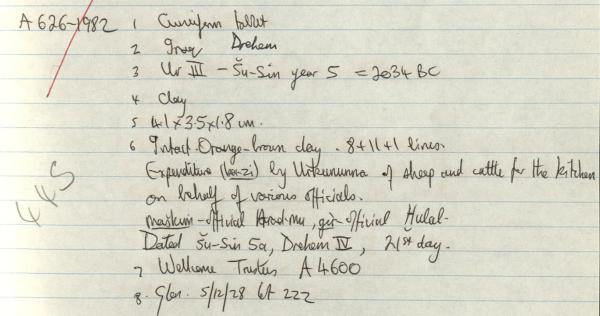 A 626-1982 1 Cuneiform tablet
2 Iraq Drehem
3 Ur III - Šu-Sin year 5 = 2034 BC
4 Clay
5 4.1 x 3.5 x 1.8 cm.
6 Intact. Orange-brown clay. 8+11+1 lines.
Expenditure (ba-zi) by Urkununna of sheep and cattle for the kitchen
on behalf of various officials.
maškim-official Arad-mu, gìr-official Hulal.
Dated Šu-Sin 5a, Drehem IV, 21st day.
7 Wellcome Trustees A 4600
8. Glen. 5/12/28 lot 222
445